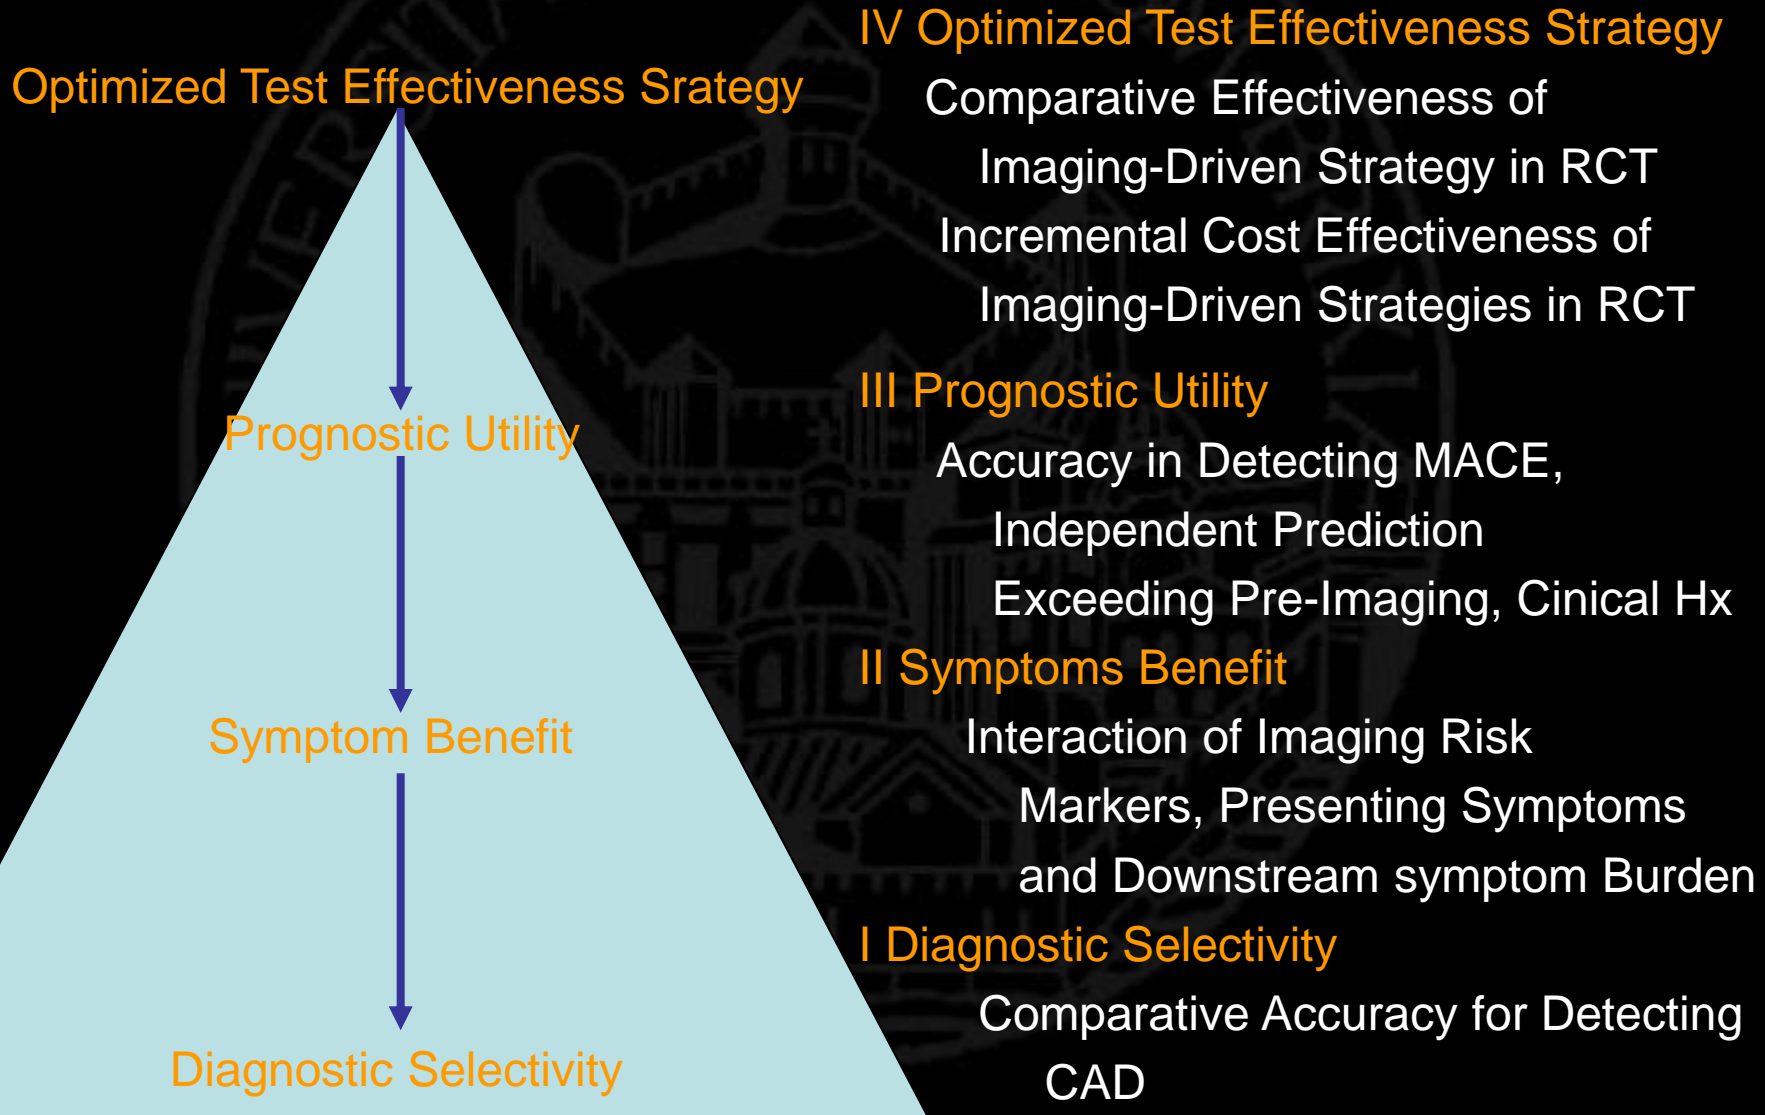 Optimized Test Effectiveness Srategy
Prognostic Utility
Symptom Benefit
Diagnostic Selectivity
IV Optimized Test Effectiveness Strategy
Comparative Effectiveness of
Imaging-Driven Strategy in RCT
Incremental Cost Effectiveness of
Imaging-Driven Strategies in RCT
III Prognostic Utility
Accuracy in Detecting MACE,
Independent Prediction
Exceeding Pre-Imaging, Cinical Hx
II Symptoms Benefit
Interaction of Imaging Risk
Markers, Presenting Symptoms
and Downstream symptom Burden
I Diagnostic Selectivity
Comparative Accuracy for Detecting
CAD